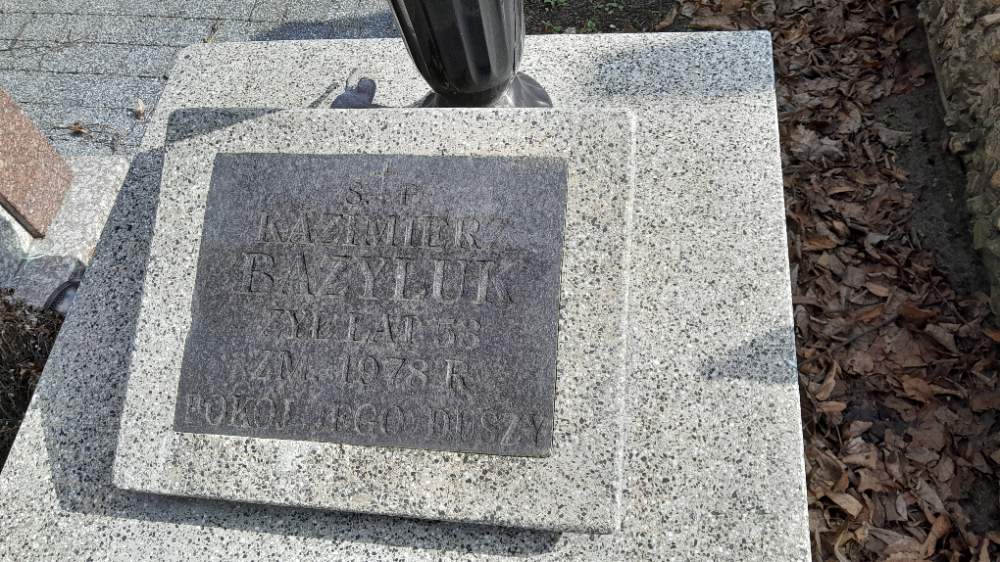 Ś. † P.
KAZIMIERZ
BAZYLUK
ŻYŁ LAT 53
ZM. 1978 R
POKÓJ JEGO DUSZY